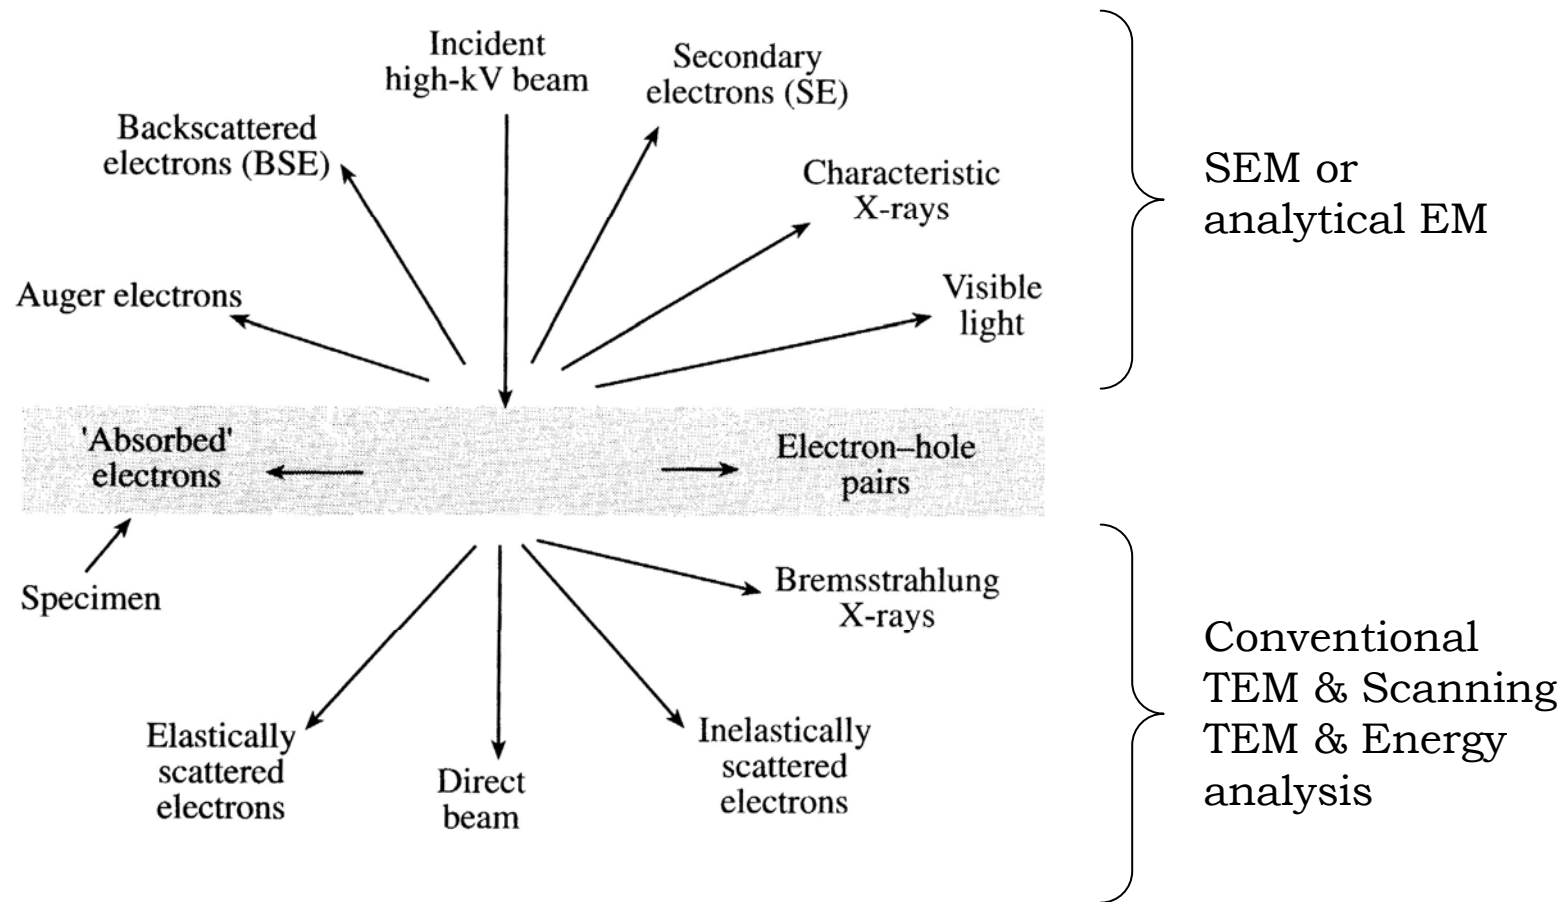 Incident
high-kV beam
Secondary
electrons (SE)
Backscattered
electrons (BSE)
Characteristic
X-rays
Auger electrons
Visible
light
SEM or
analytical EM
'Absorbed'
electrons
Electron–hole
pairs
Specimen
Bremsstrahlung
X-rays
Elastically
scattered
electrons
Direct
beam
Inelastically
scattered
electrons
Conventional
TEM & Scanning
TEM & Energy
analysis